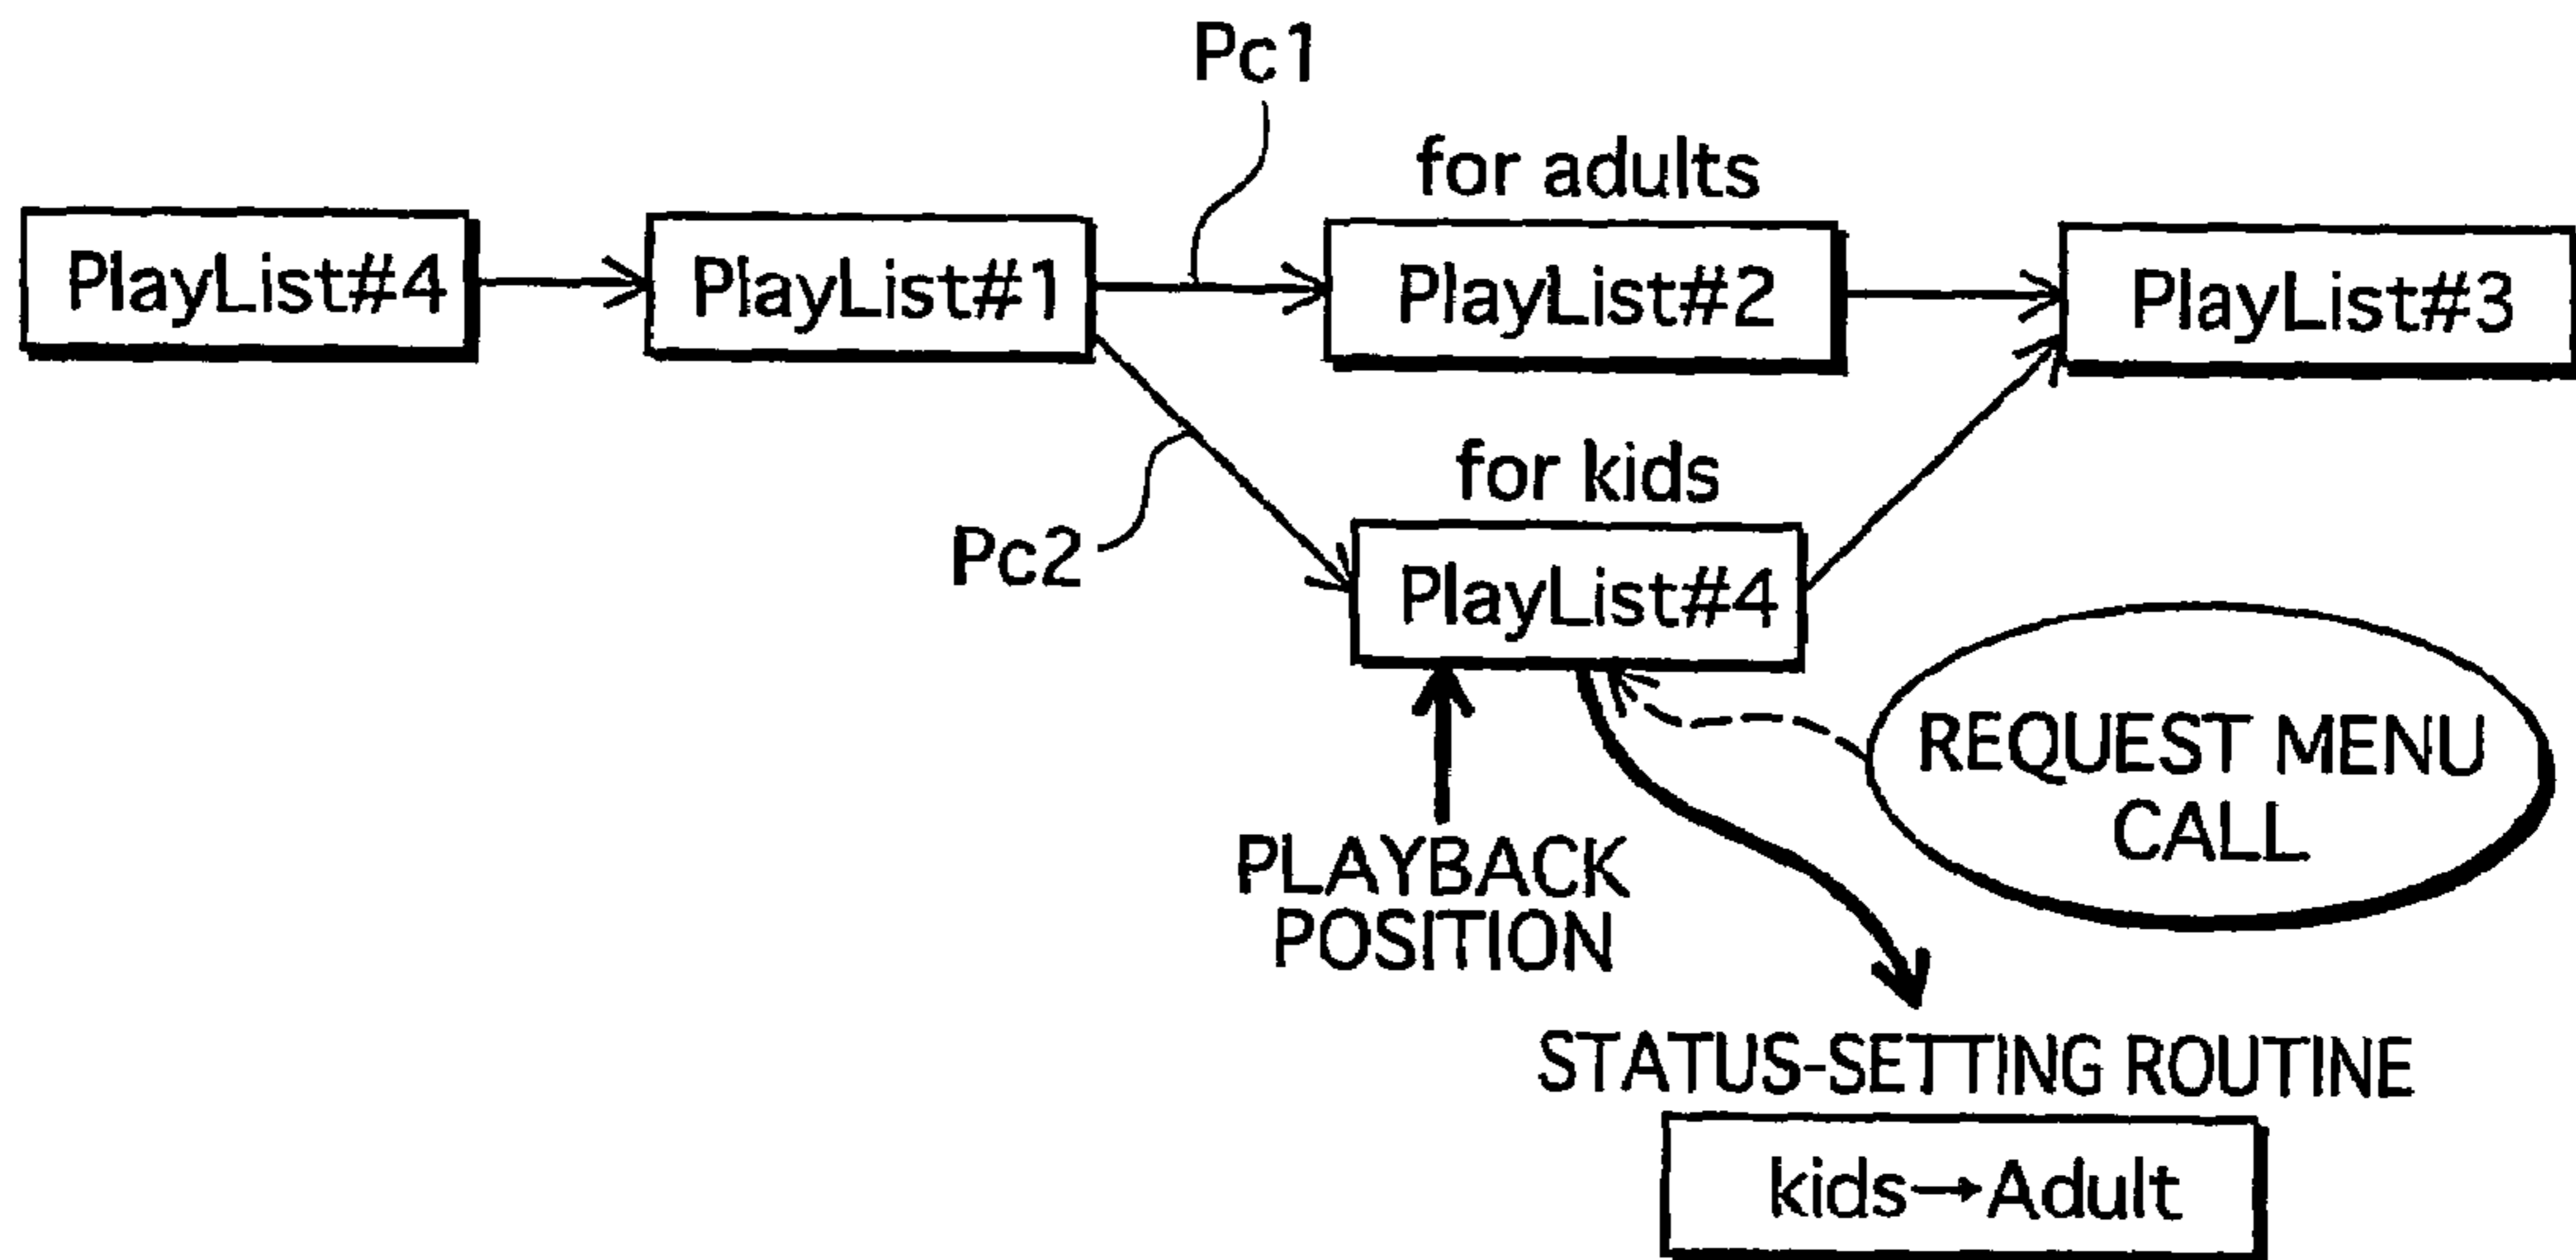 Pc1
for adults
PlayList#4
PlayList#1
PlayList#2
PlayList#3
for kids
Pc2
PlayList#4
REQUEST MENU
CALL
PLAYBACK
POSITION
STATUS-SETTING ROUTINE
kids→Adult